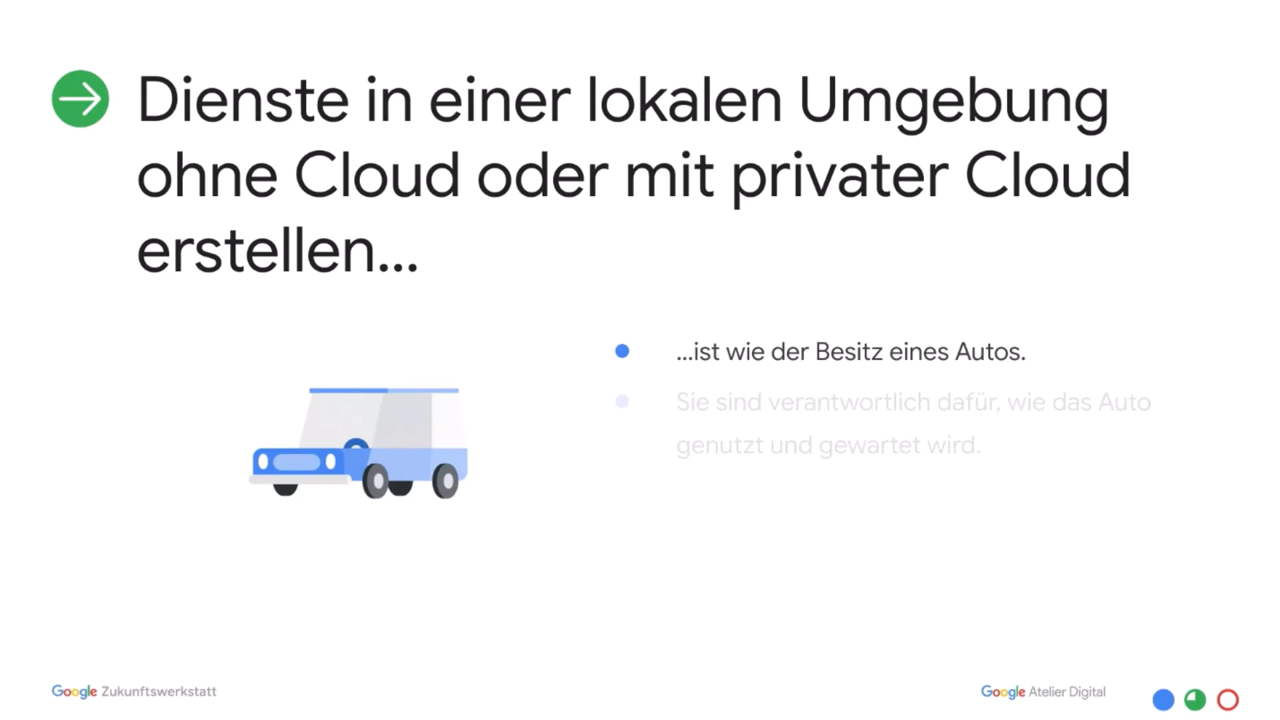 Dienste in einer lokalen Umgebung
ohne Cloud oder mit privater Cloud
erstellen...
...ist wie der Besitz eines Autos.
Sie sind verantwortlich dafür, wie das Auto
genutzt und gewartet wird.
Google Zukunftswerkstatt
Google Atelier Digital